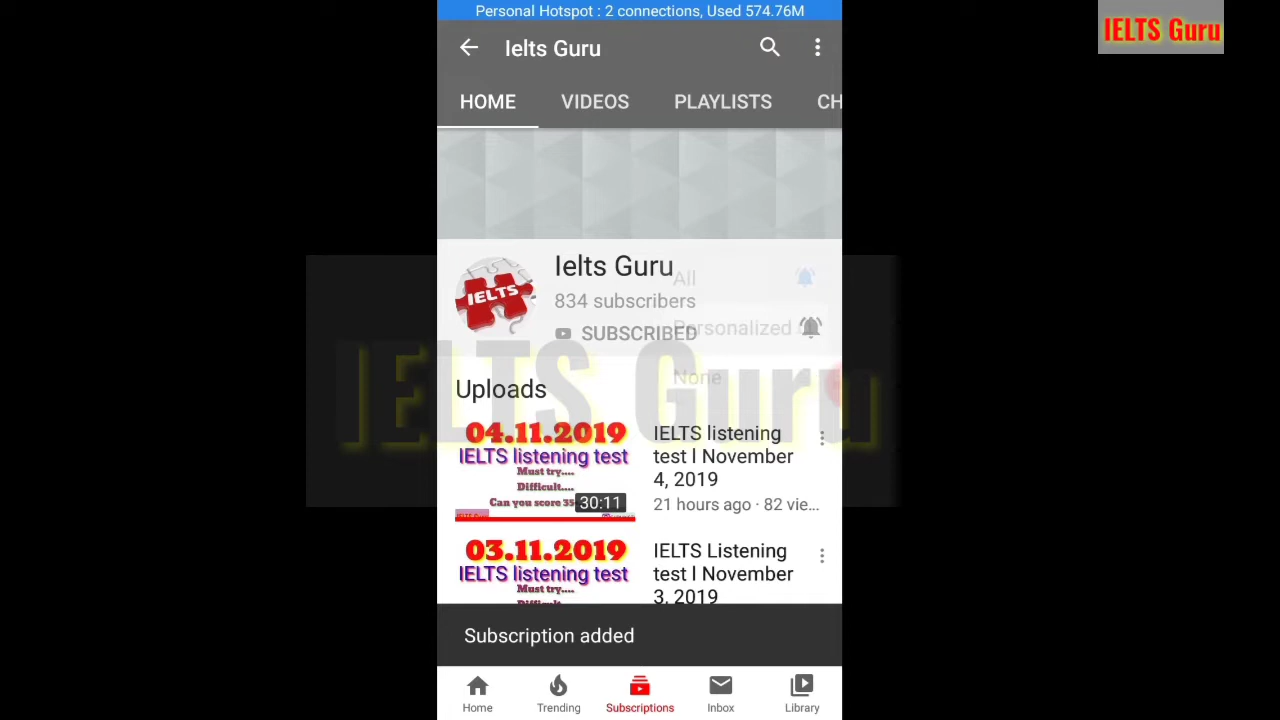 Personal Hotspot : 2 connections, Used 574.76M
IELTS Guru
Ielts Guru
HOME VIDEOS PLAYLISTS CH
IELTS
Ielts Guru
834 subscribers
SUBSCRIBED
All
Personalized
None
IELTS Guru
Uploads
04.11.2019
IELTS listening test
Must try....
Difficult....
Can you score 35
30:11
IELTS listening
test l November
4, 2019
21 hours ago · 82 vie...
03.11.2019
IELTS listening test
Must try....
IELTS Listening
test l November
3, 2019
Subscription added
Home Trending Subscriptions Inbox Library